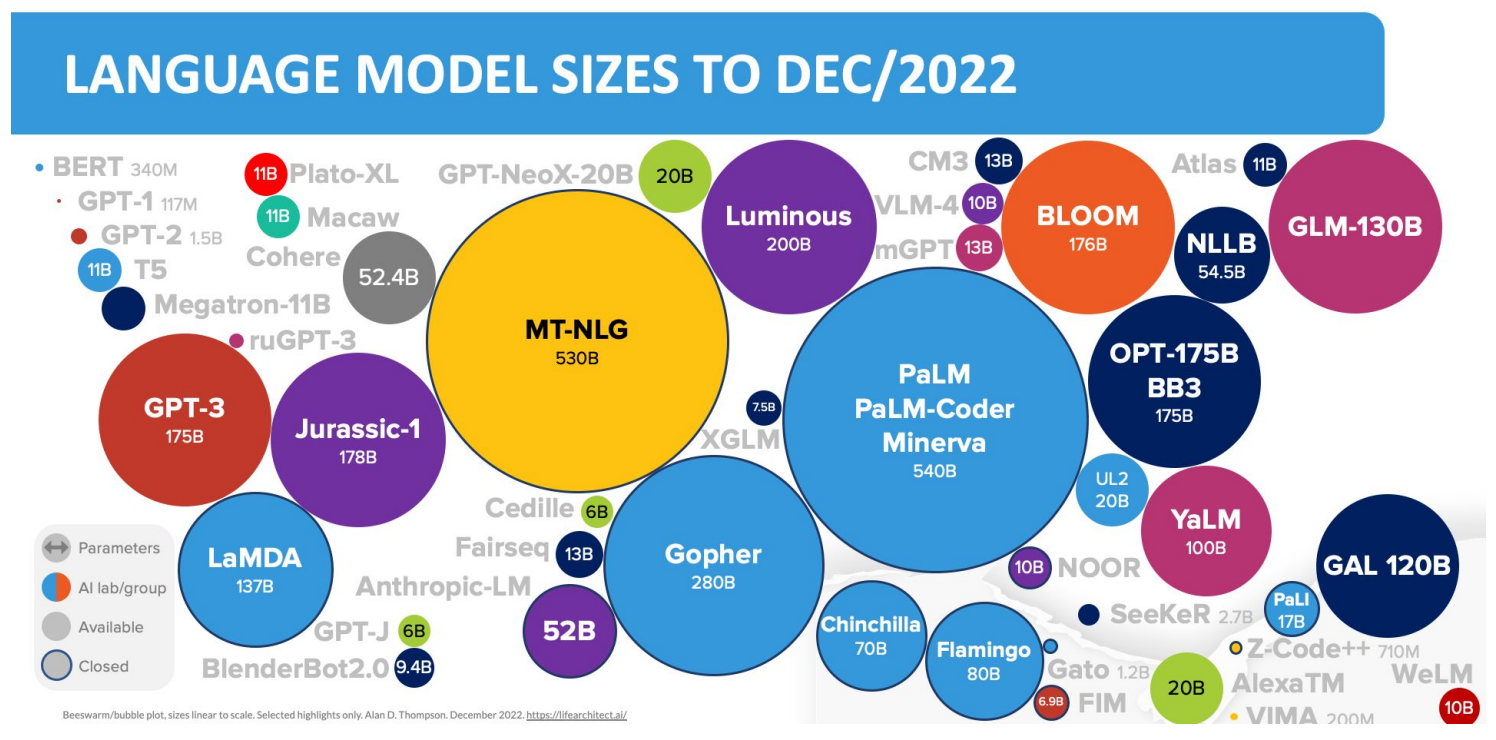 LANGUAGE MODEL SIZES TO DEC/2022
BERT 340M
GPT-1 117M
GPT-2 1.5B
11B T5
Megatron-11B
ruGPT-3
11B Plato-XL
11B Macaw
Cohere
52.4B
GPT-NeoX-20B 20B
MT-NLG
530B
Luminous
200B
CM3 13B
VLM-4 10B
mGPT 13B
BLOOM
176B
Atlas 11B
NLLB
54.5B
GLM-130B
GPT-3
175B
Jurassic-1
178B
7.5B
XGLM
PaLM
PaLM-Coder
Minerva
540B
OPT-175B
BB3
175B
UL2
20B
YaLM
100B
Cedille 6B
Fairseq 13B
Anthropic-LM
52B
Gopher
280B
LaMDA
137B
GPT-J 6B
BlenderBot2.0 9.4B
10B NOOR
GAL 120B
SeeKeR 2.7B
PaLI
17B
Chinchilla
70B
Flamingo
80B
Gato 1.2B
6.9B FIM
Z-Code++ 710M
20B AlexaTM
VIMA 200M
WeLM
10B
Parameters
AI lab/group
Available
Closed
Beeswarm/bubble plot, sizes linear to scale. Selected highlights only. Alan D. Thompson. December 2022. https://lifearchitect.ai/